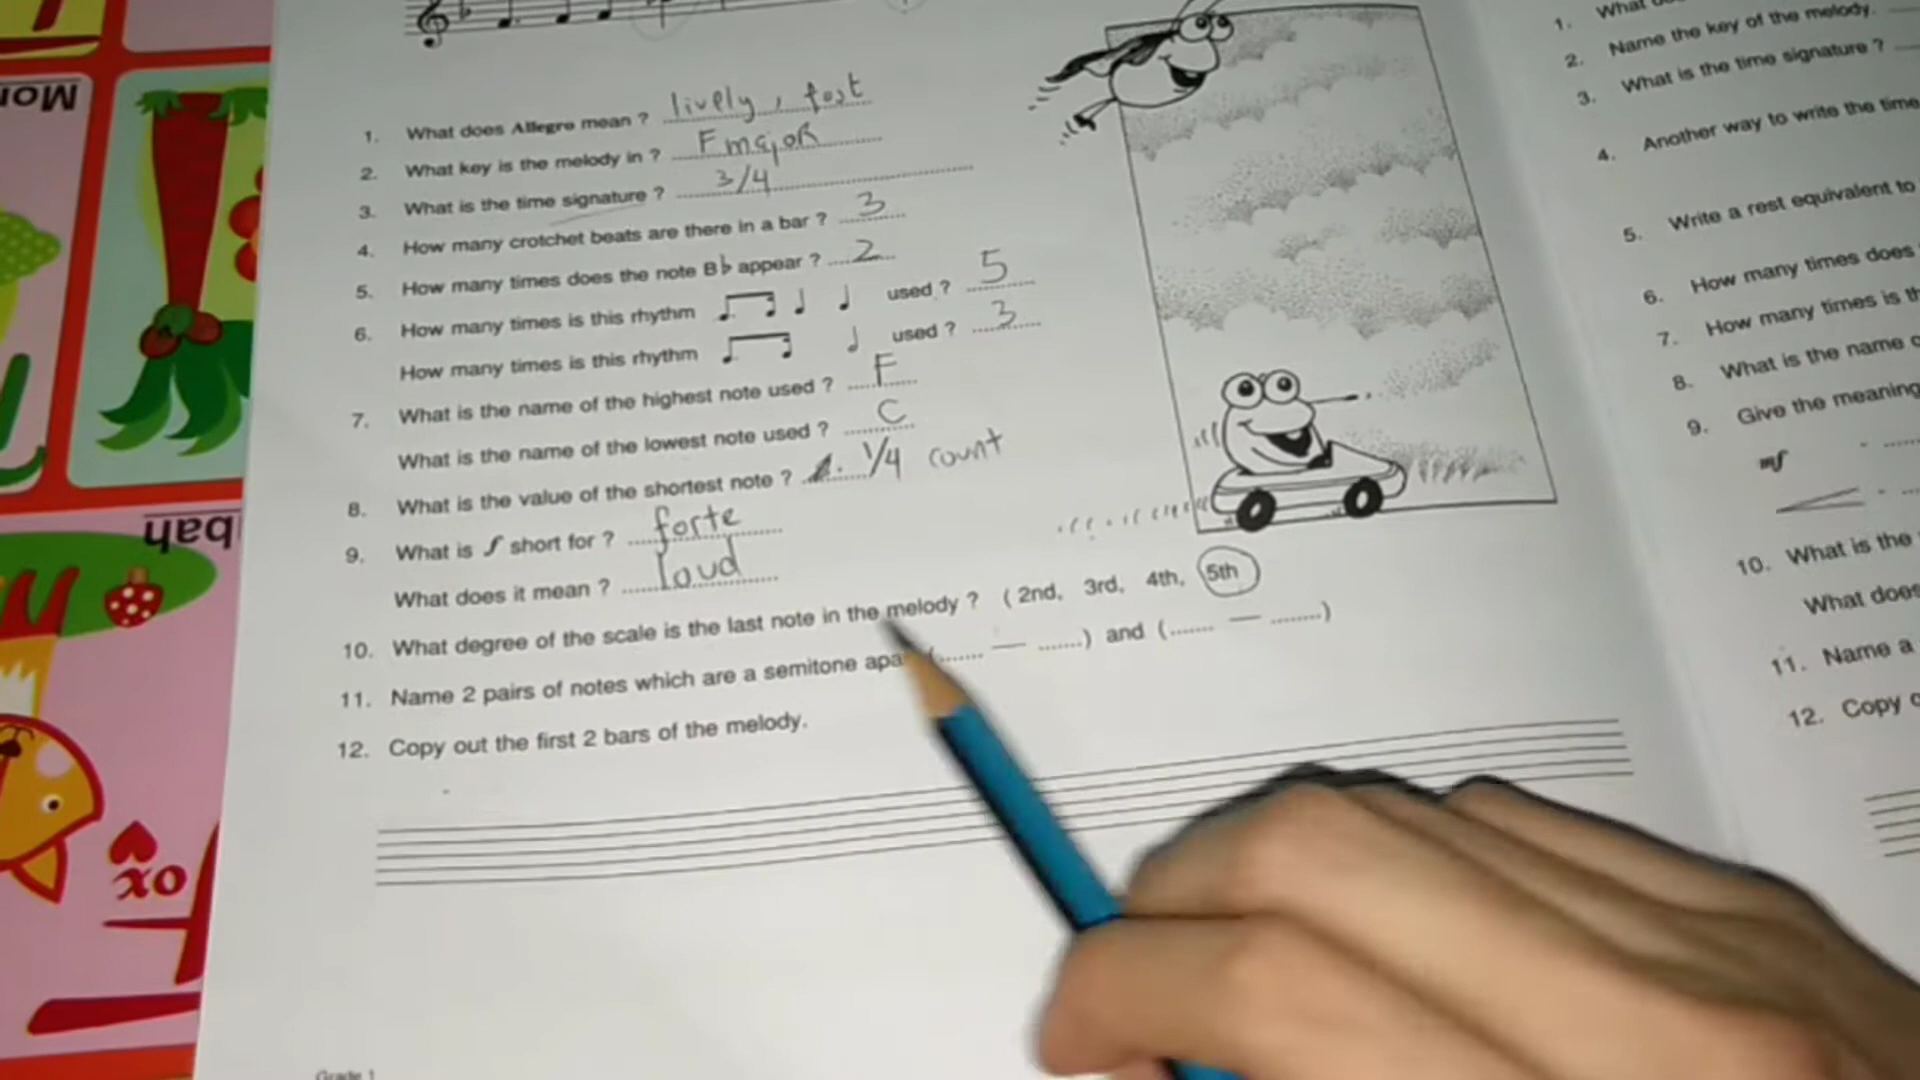 1. What does Allegro mean ? lively, fast
2. What key is the melody in ? F majoR
3. What is the time signature ? 3/4
4. How many crotchet beats are there in a bar ? 3
5. How many times does the note B♭ appear ? 2
6. How many times is this rhythm used ? 5
How many times is this rhythm used ? 3
7. What is the name of the highest note used ? F
What is the name of the lowest note used ? C
8. What is the value of the shortest note ? 1/4 count
9. What is f short for ? forte
What does it mean ? loud
10. What degree of the scale is the last note in the melody ? ( 2nd, 3rd, 4th, 5th )
11. Name 2 pairs of notes which are a semitone (....... — .......) and (....... — ........)
12. Copy out the first 2 bars of the melody.
Grade 1
1. What
2. Name the key of the melody.
3. What is the time signature ?
4. Another way to write the time
5. Write a rest equivalent to
6. How many times does
7. How many times is
8. What is the name
9. Give the meaning
mf -
10. What is the
What does
11. Name a
12. Copy
xo